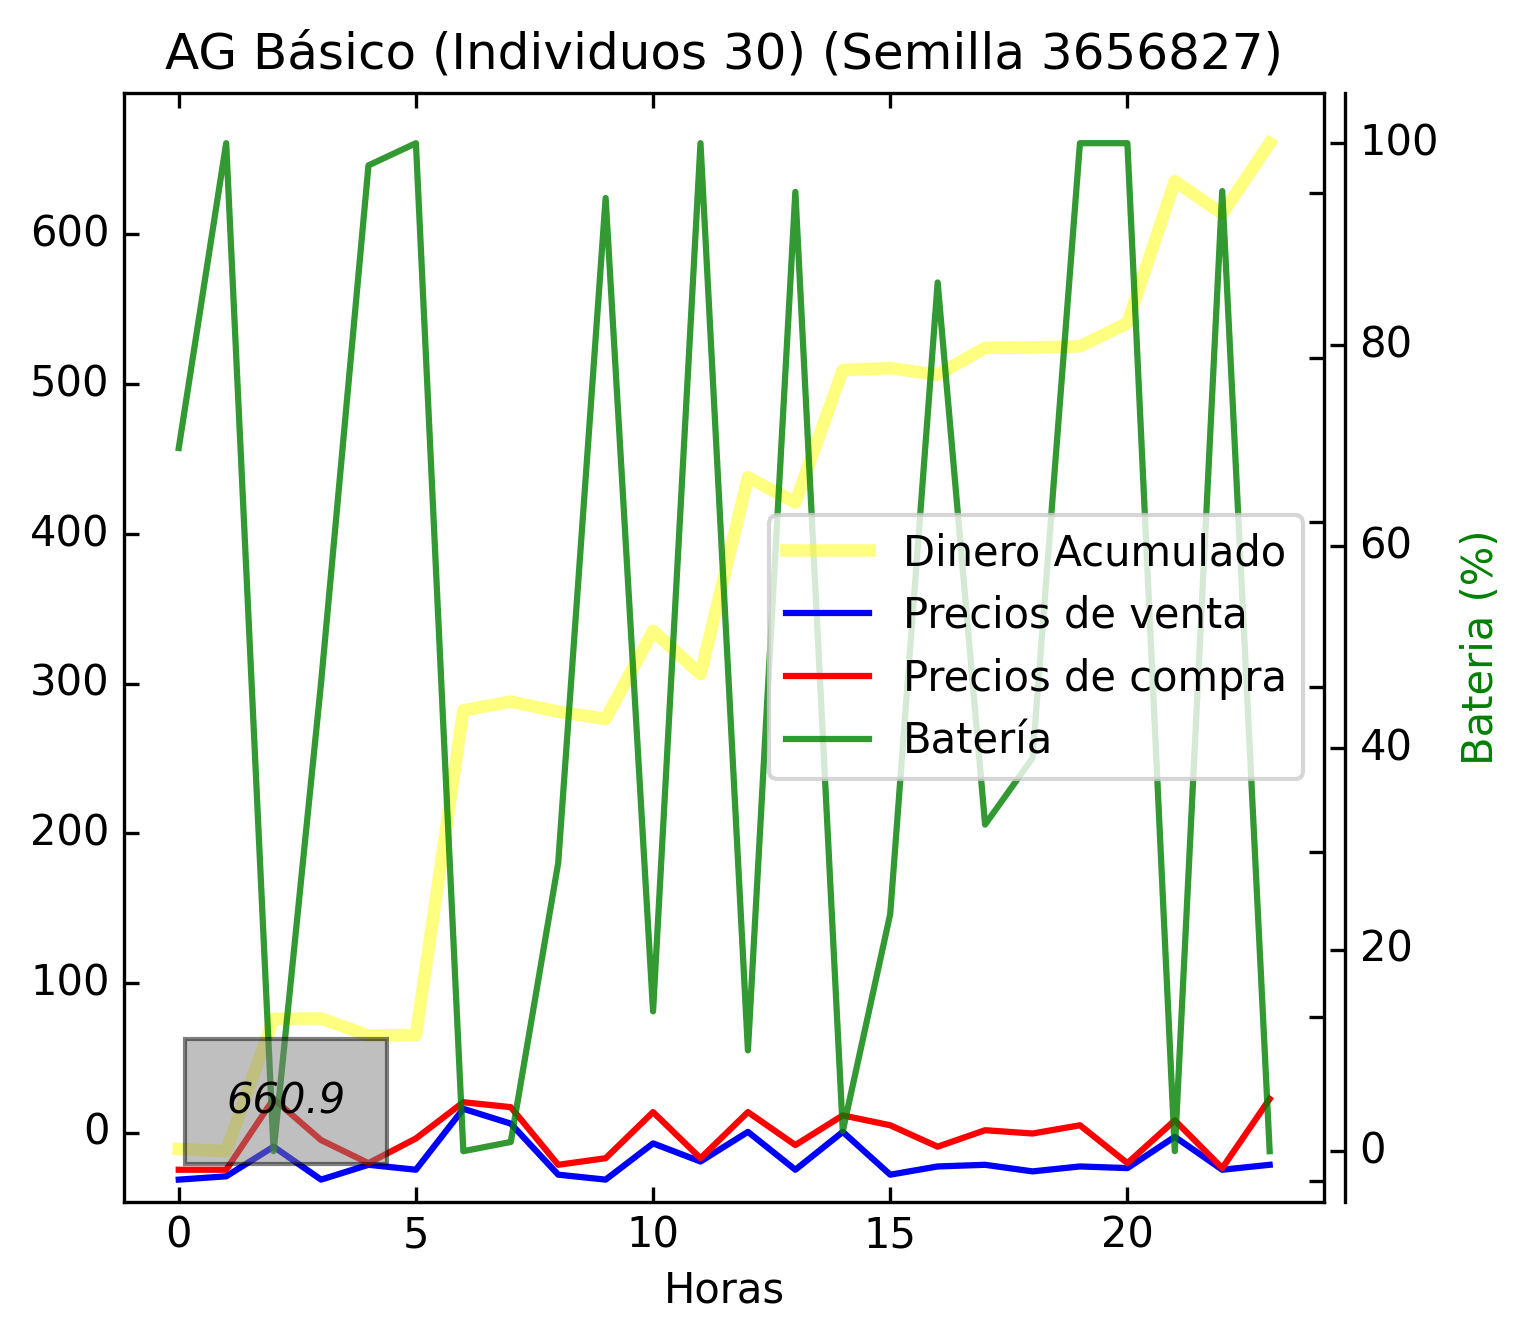 AG Básico (Individuos 30) (Semilla 3656827)
600
500
400
300
200
100
0
100
80
60
40
20
0
Bateria (%)
Dinero Acumulado
Precios de venta
Precios de compra
Batería
660.9
0 5 10 15 20
Horas